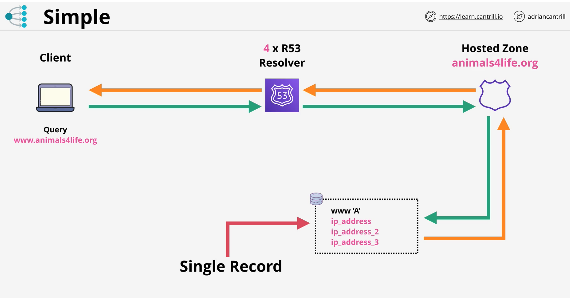 Simple
https://learn.cantrill.io
adriancantrill
Client
4 x R53
Resolver
Hosted Zone
animals4life.org
53
Query
www.animals4life.org
www 'A'
ip_address
ip_address_2
ip_address_3
Single Record